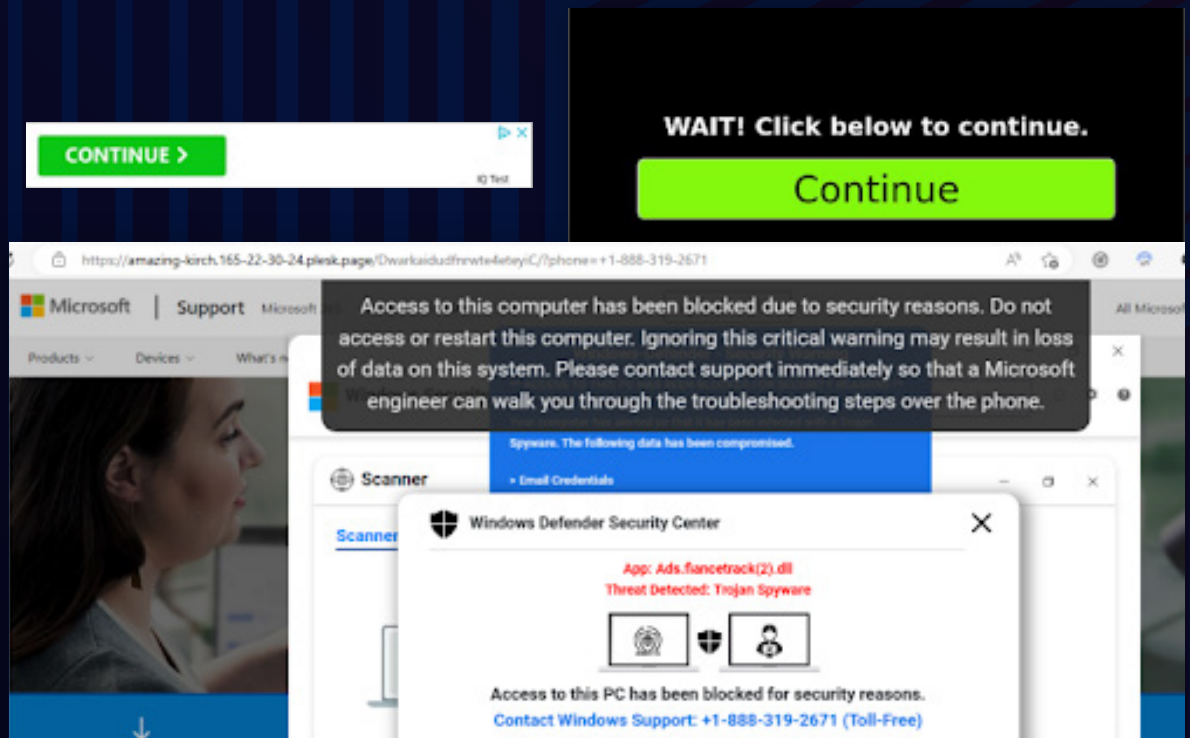 CONTINUE >
IQ Test
WAIT! Click below to continue.
Continue
https://amazing-kirch.165-22-30-24.plesk.page/Dwarkaidudfnrwte4eteyiC/?phone=+1-888-319-2671
Microsoft | Support Microsoft
All Microsof
Access to this computer has been blocked due to security reasons. Do not
access or restart this computer. Ignoring this critical warning may result in loss
of data on this system. Please contact support immediately so that a Microsoft
engineer can walk you through the troubleshooting steps over the phone.
Products Devices What's n
Spyware. The following data has been compromised.
> Email Credentials
Scanner
Scanner
Windows Defender Security Center
App: Ads.fiancetrack(2).dll
Threat Detected: Trojan Spyware
Access to this PC has been blocked for security reasons.
Contact Windows Support: +1-888-319-2671 (Toll-Free)